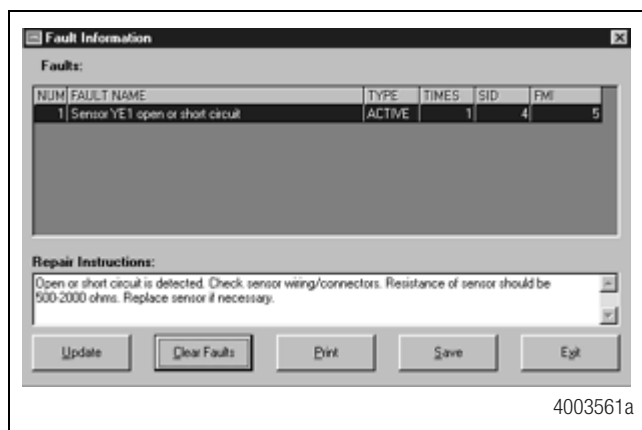 Fault Information
Faults:
NUM FAULT NAME TYPE TIMES SID FMI
1 Sensor YE1 open or short circuit ACTIVE 1 4 5
Repair Instructions:
Open or short circuit is detected. Check sensor wiring/connectors. Resistance of sensor should be
500-2000 ohms. Replace sensor if necessary.
Update Clear Faults Print Save Exit
4003561a